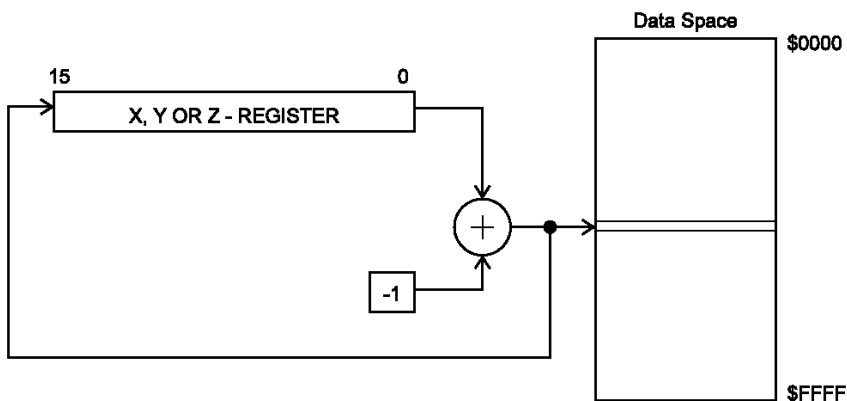 Data Space
$0000
15 0
X, Y OR Z - REGISTER
+
-1
$FFFF